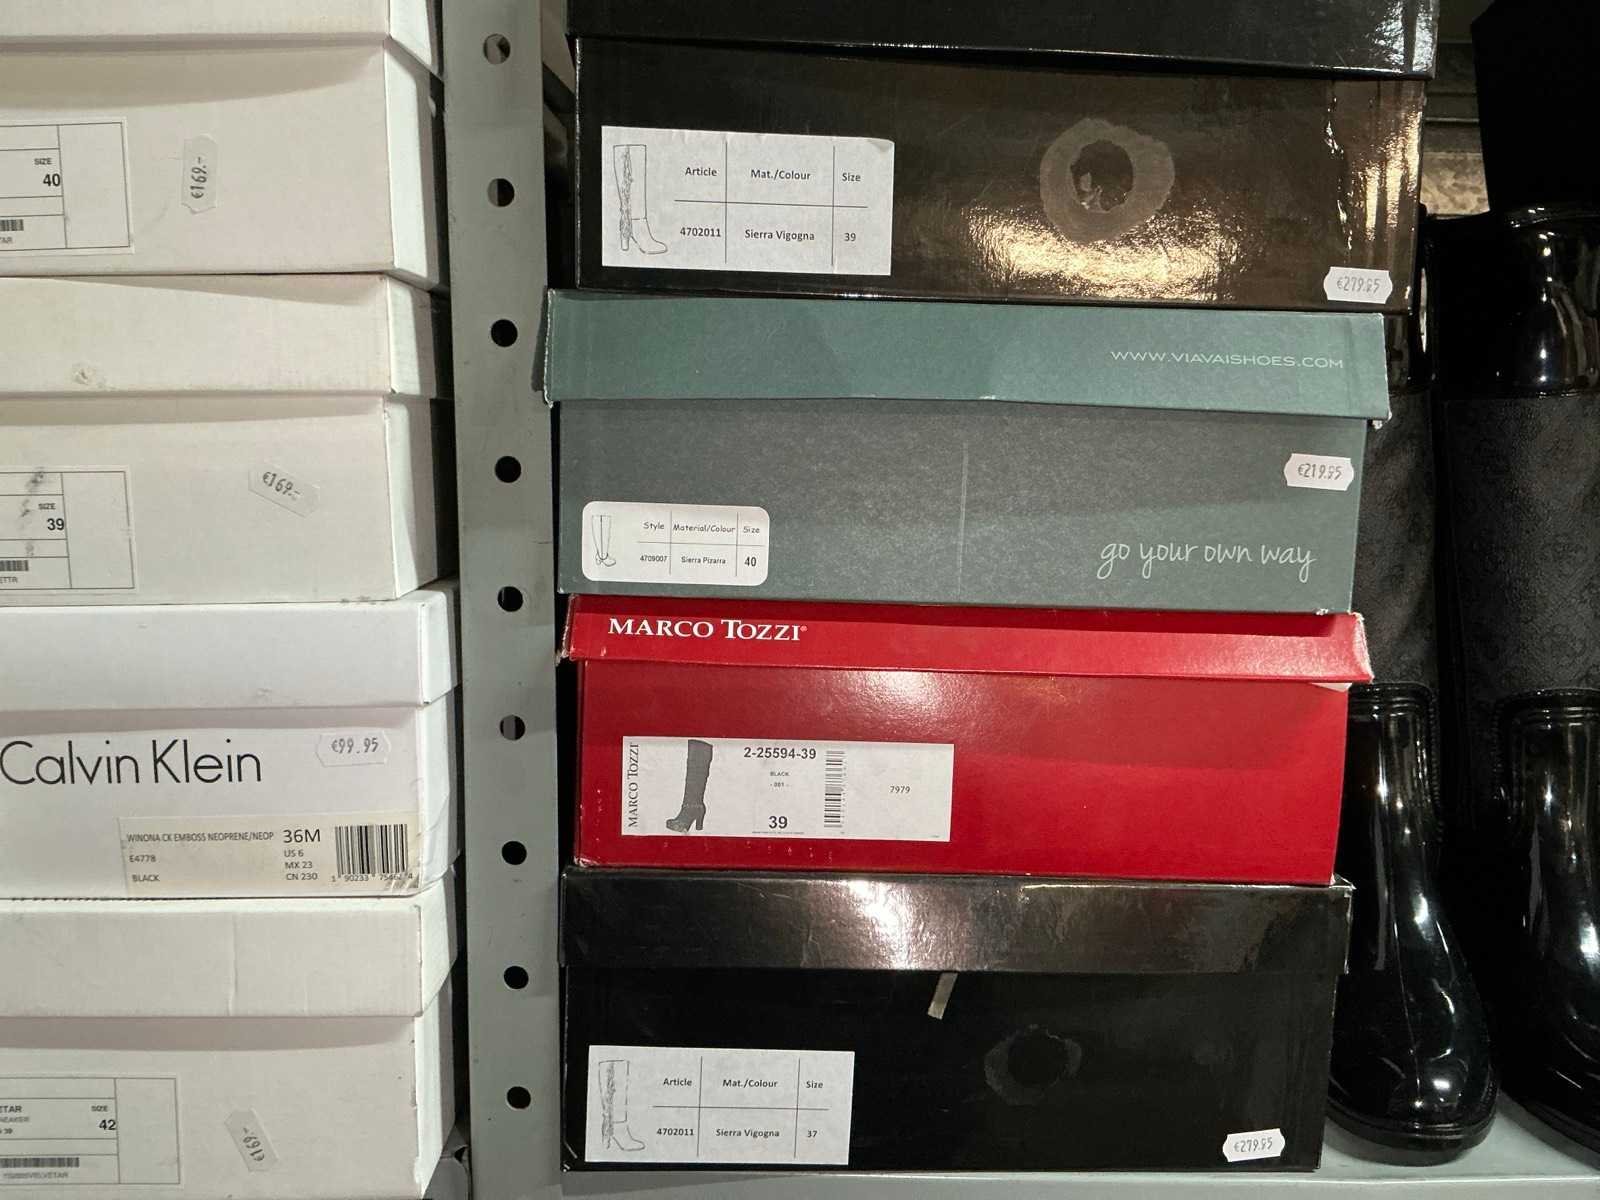 SIZE
40
€169.-
SIZE
39
€169.-
Calvin Klein
€99.95
WINONA CK EMBOSS NEOPRENE/NEOP 36M
E4778 US 6
MX 23
BLACK CN 230
SIZE
42
€169.-
Article Mat./Colour Size
4702011 Sierra Vigogna 39
€279.95
WWW.VIAVAISHOES.COM
€219.95
Style Material/Colour Size
4709007 Sierra Pizarra 40
go your own way
MARCO TOZZI
MARCO TOZZI
2-25594-39
BLACK
- 001 -
7979
39
Article Mat./Colour Size
4702011 Sierra Vigogna 37
€279.95